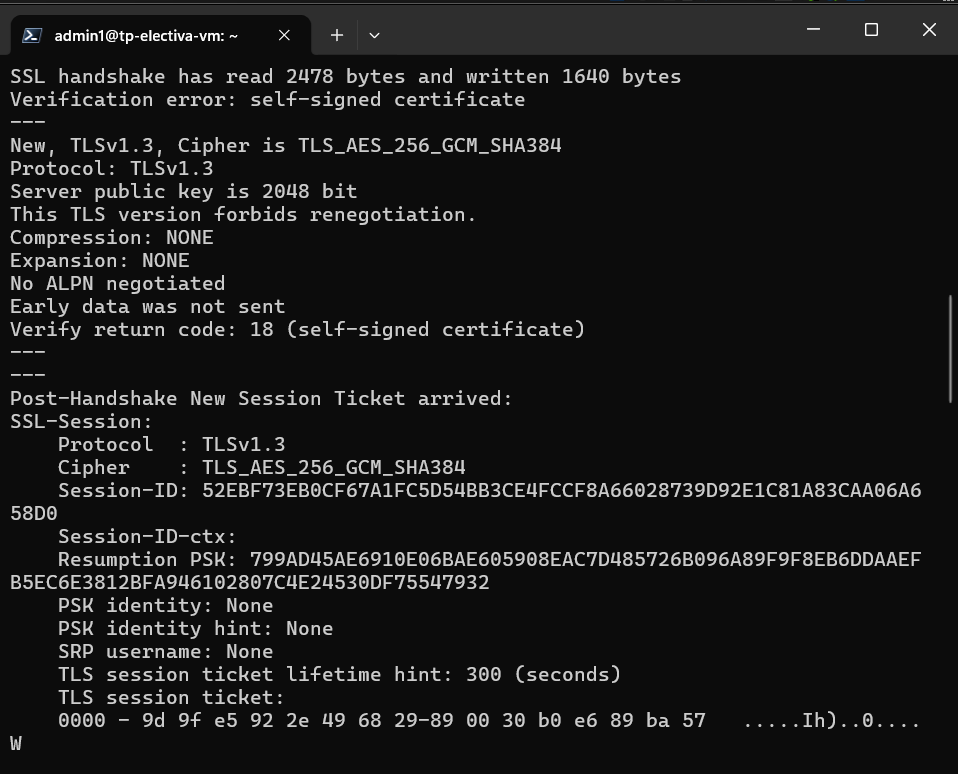 admin1@tp-electiva-vm: ~
SSL handshake has read 2478 bytes and written 1640 bytes
Verification error: self-signed certificate
---
New, TLSv1.3, Cipher is TLS_AES_256_GCM_SHA384
Protocol: TLSv1.3
Server public key is 2048 bit
This TLS version forbids renegotiation.
Compression: NONE
Expansion: NONE
No ALPN negotiated
Early data was not sent
Verify return code: 18 (self-signed certificate)
---
---
Post-Handshake New Session Ticket arrived:
SSL-Session:
    Protocol  : TLSv1.3
    Cipher    : TLS_AES_256_GCM_SHA384
    Session-ID: 52EBF73EB0CF67A1FC5D54BB3CE4FCCF8A66028739D92E1C81A83CAA06A6
58D0
    Session-ID-ctx:
    Resumption PSK: 799AD45AE6910E06BAE605908EAC7D485726B096A89F9F8EB6DDAAEF
B5EC6E3812BFA946102807C4E24530DF75547932
    PSK identity: None
    PSK identity hint: None
    SRP username: None
    TLS session ticket lifetime hint: 300 (seconds)
    TLS session ticket:
    0000 - 9d 9f e5 92 2e 49 68 29-89 00 30 b0 e6 89 ba 57   .....Ih)..0....
W